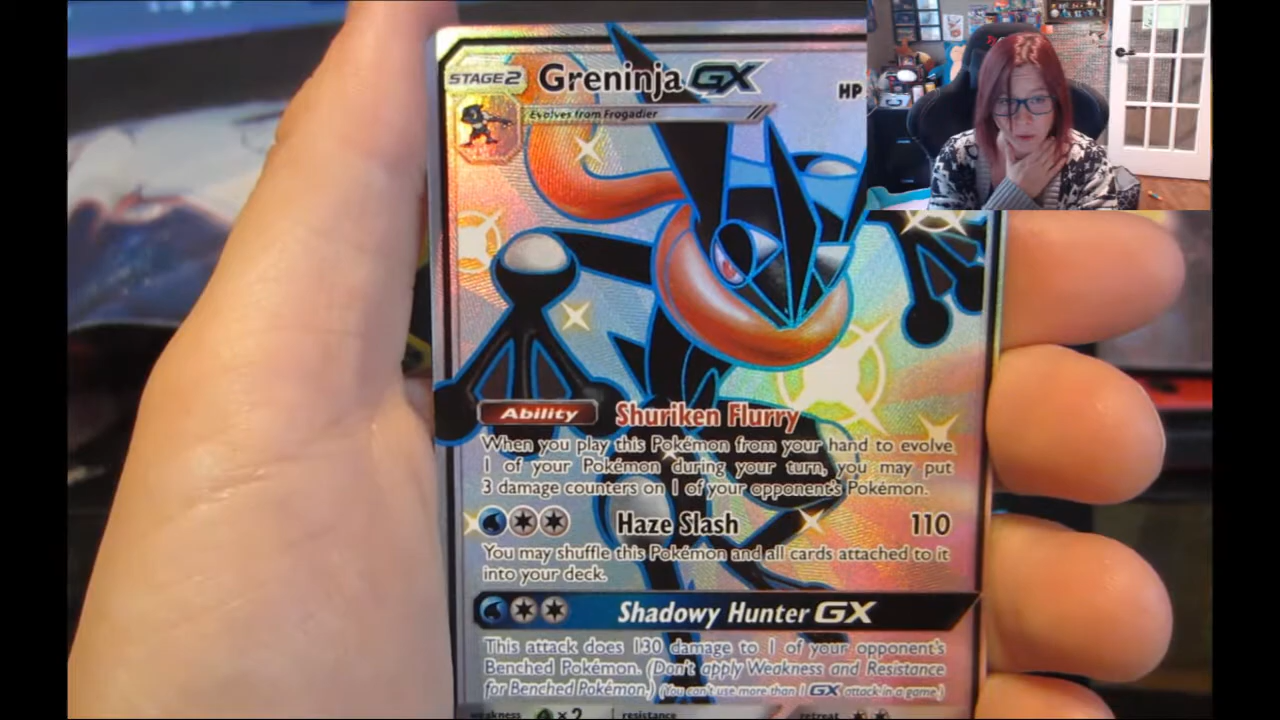 STAGE2 Greninja GX HP
Evolves from Frogadier
Ability Shuriken Flurry
When you play this Pokémon from your hand to evolve
1 of your Pokémon during your turn, you may put
3 damage counters on 1 of your opponent's Pokémon.
Haze Slash 110
You may shuffle this Pokémon and all cards attached to it
into your deck.
Shadowy Hunter GX
This attack does 130 damage to 1 of your opponent's
Benched Pokémon. (Don't apply Weakness and Resistance
for Benched Pokémon.) (You can't use more than 1 GX attack in a game.)
weakness ×2 resistance retreat